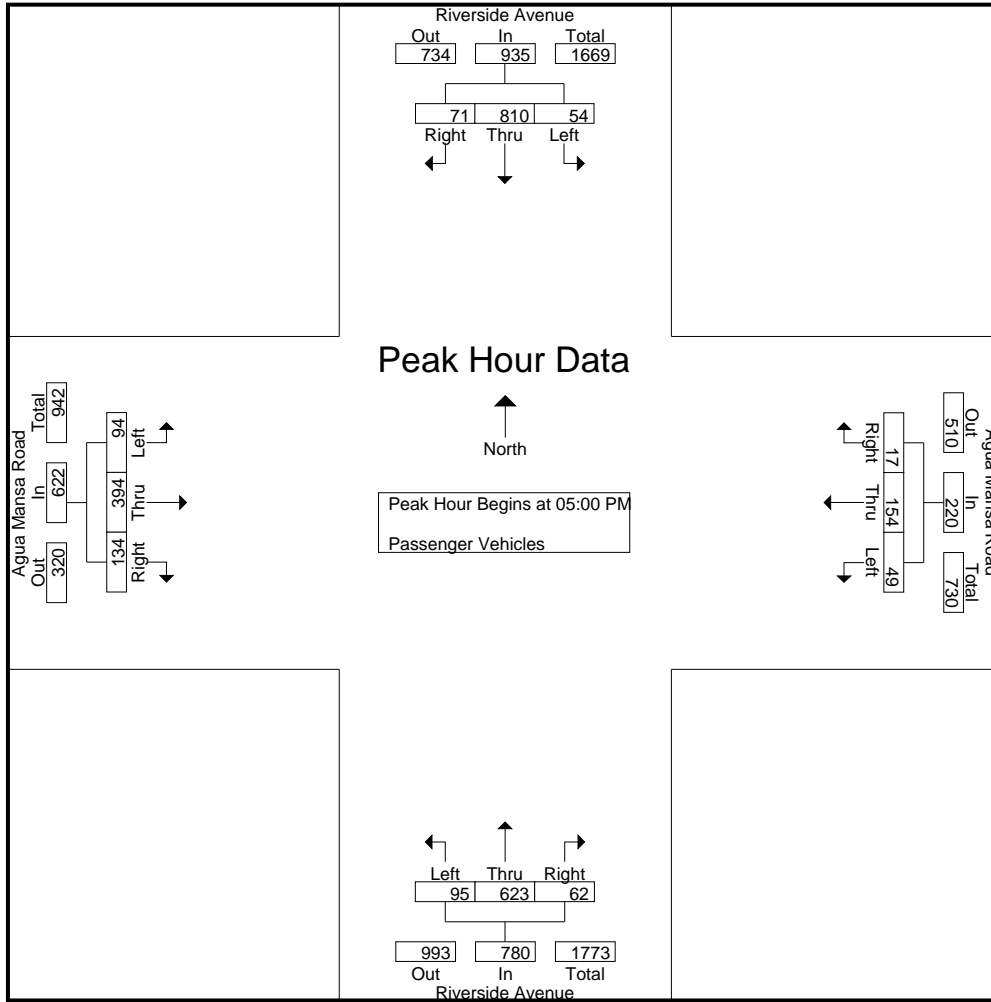 Riverside Avenue
Out In Total
734 935 1669
71 810 54
Right Thru Left
Peak Hour Data
North
Peak Hour Begins at 05:00 PM
Passenger Vehicles
Agua Mansa Road
Total In Out
942 622 320
94 394 134
Left Thru Right
Agua Mansa Road
Out In Total
510 220 730
17 154 49
Right Thru Left
Left Thru Right
95 623 62
993 780 1773
Out In Total
Riverside Avenue